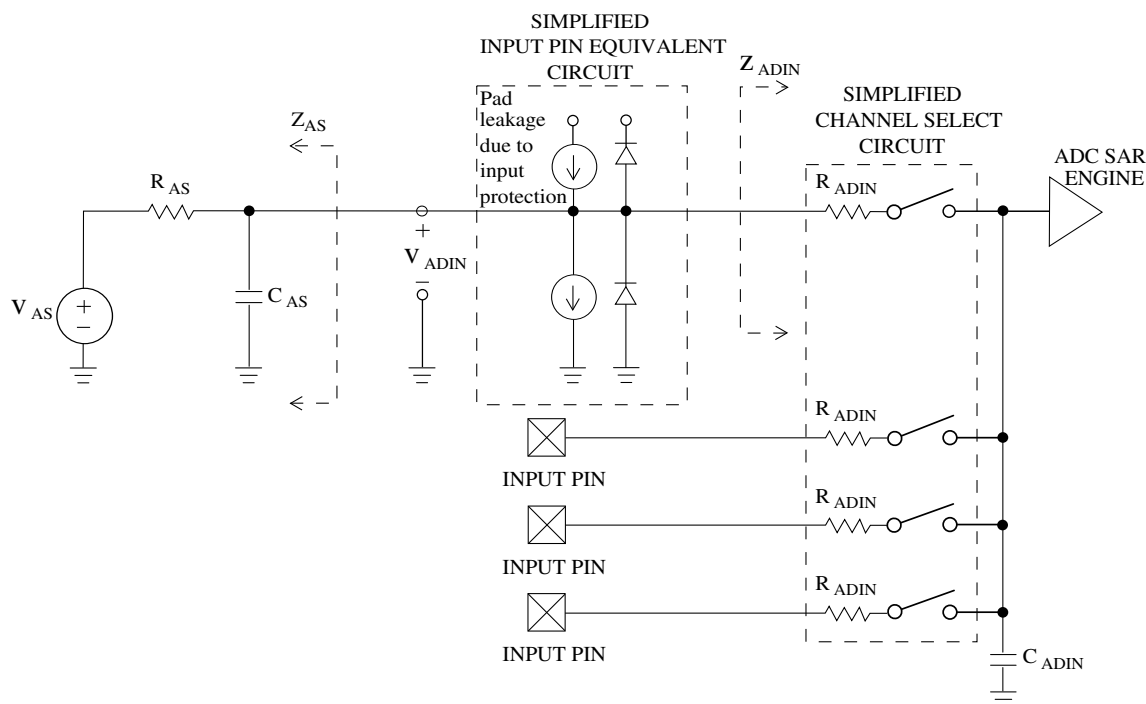 SIMPLIFIED
INPUT PIN EQUIVALENT
CIRCUIT
Z ADIN
Pad
leakage
due to
input
protection
SIMPLIFIED
CHANNEL SELECT
CIRCUIT
Z AS
ADC SAR
ENGINE
R AS
R ADIN
+
V ADIN
–
C AS
V AS
+
–
R ADIN
INPUT PIN
R ADIN
INPUT PIN
R ADIN
INPUT PIN
C ADIN